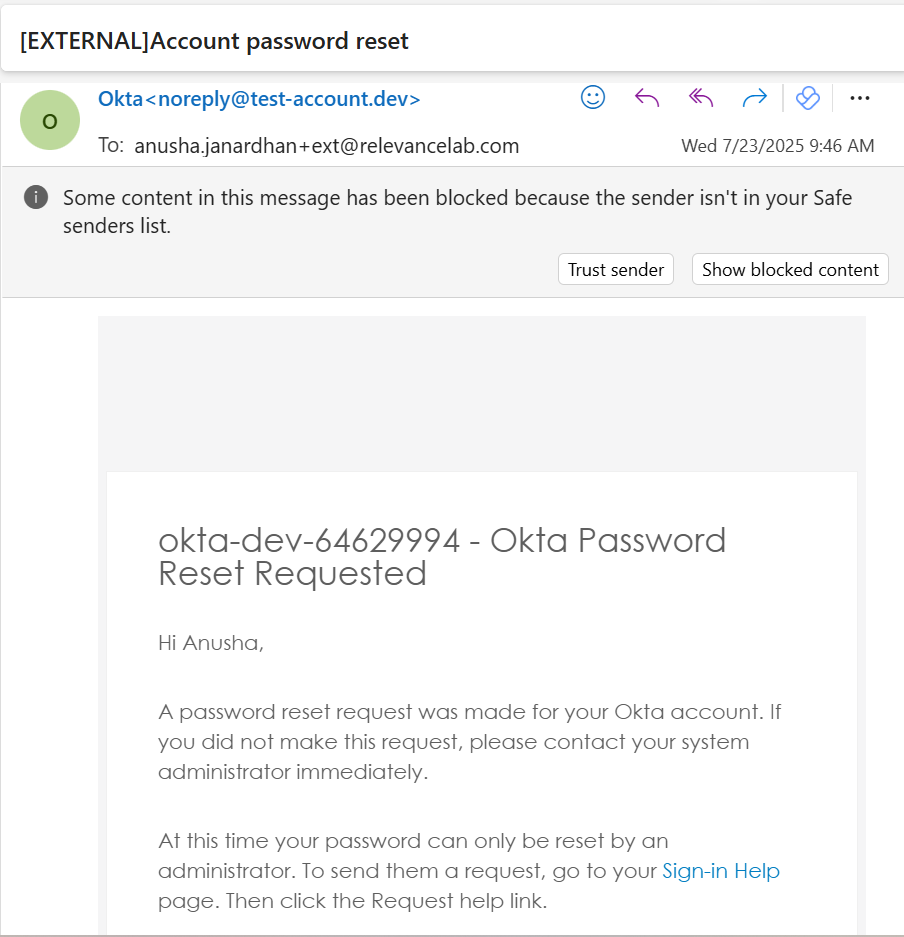 [EXTERNAL]Account password reset
O
Okta<noreply@test-account.dev>
To: anusha.janardhan+ext@relevancelab.com
Wed 7/23/2025 9:46 AM
Some content in this message has been blocked because the sender isn't in your Safe
senders list.
Trust sender
Show blocked content
okta-dev-64629994 - Okta Password
Reset Requested
Hi Anusha,
A password reset request was made for your Okta account. If
you did not make this request, please contact your system
administrator immediately.
At this time your password can only be reset by an
administrator. To send them a request, go to your Sign-in Help
page. Then click the Request help link.